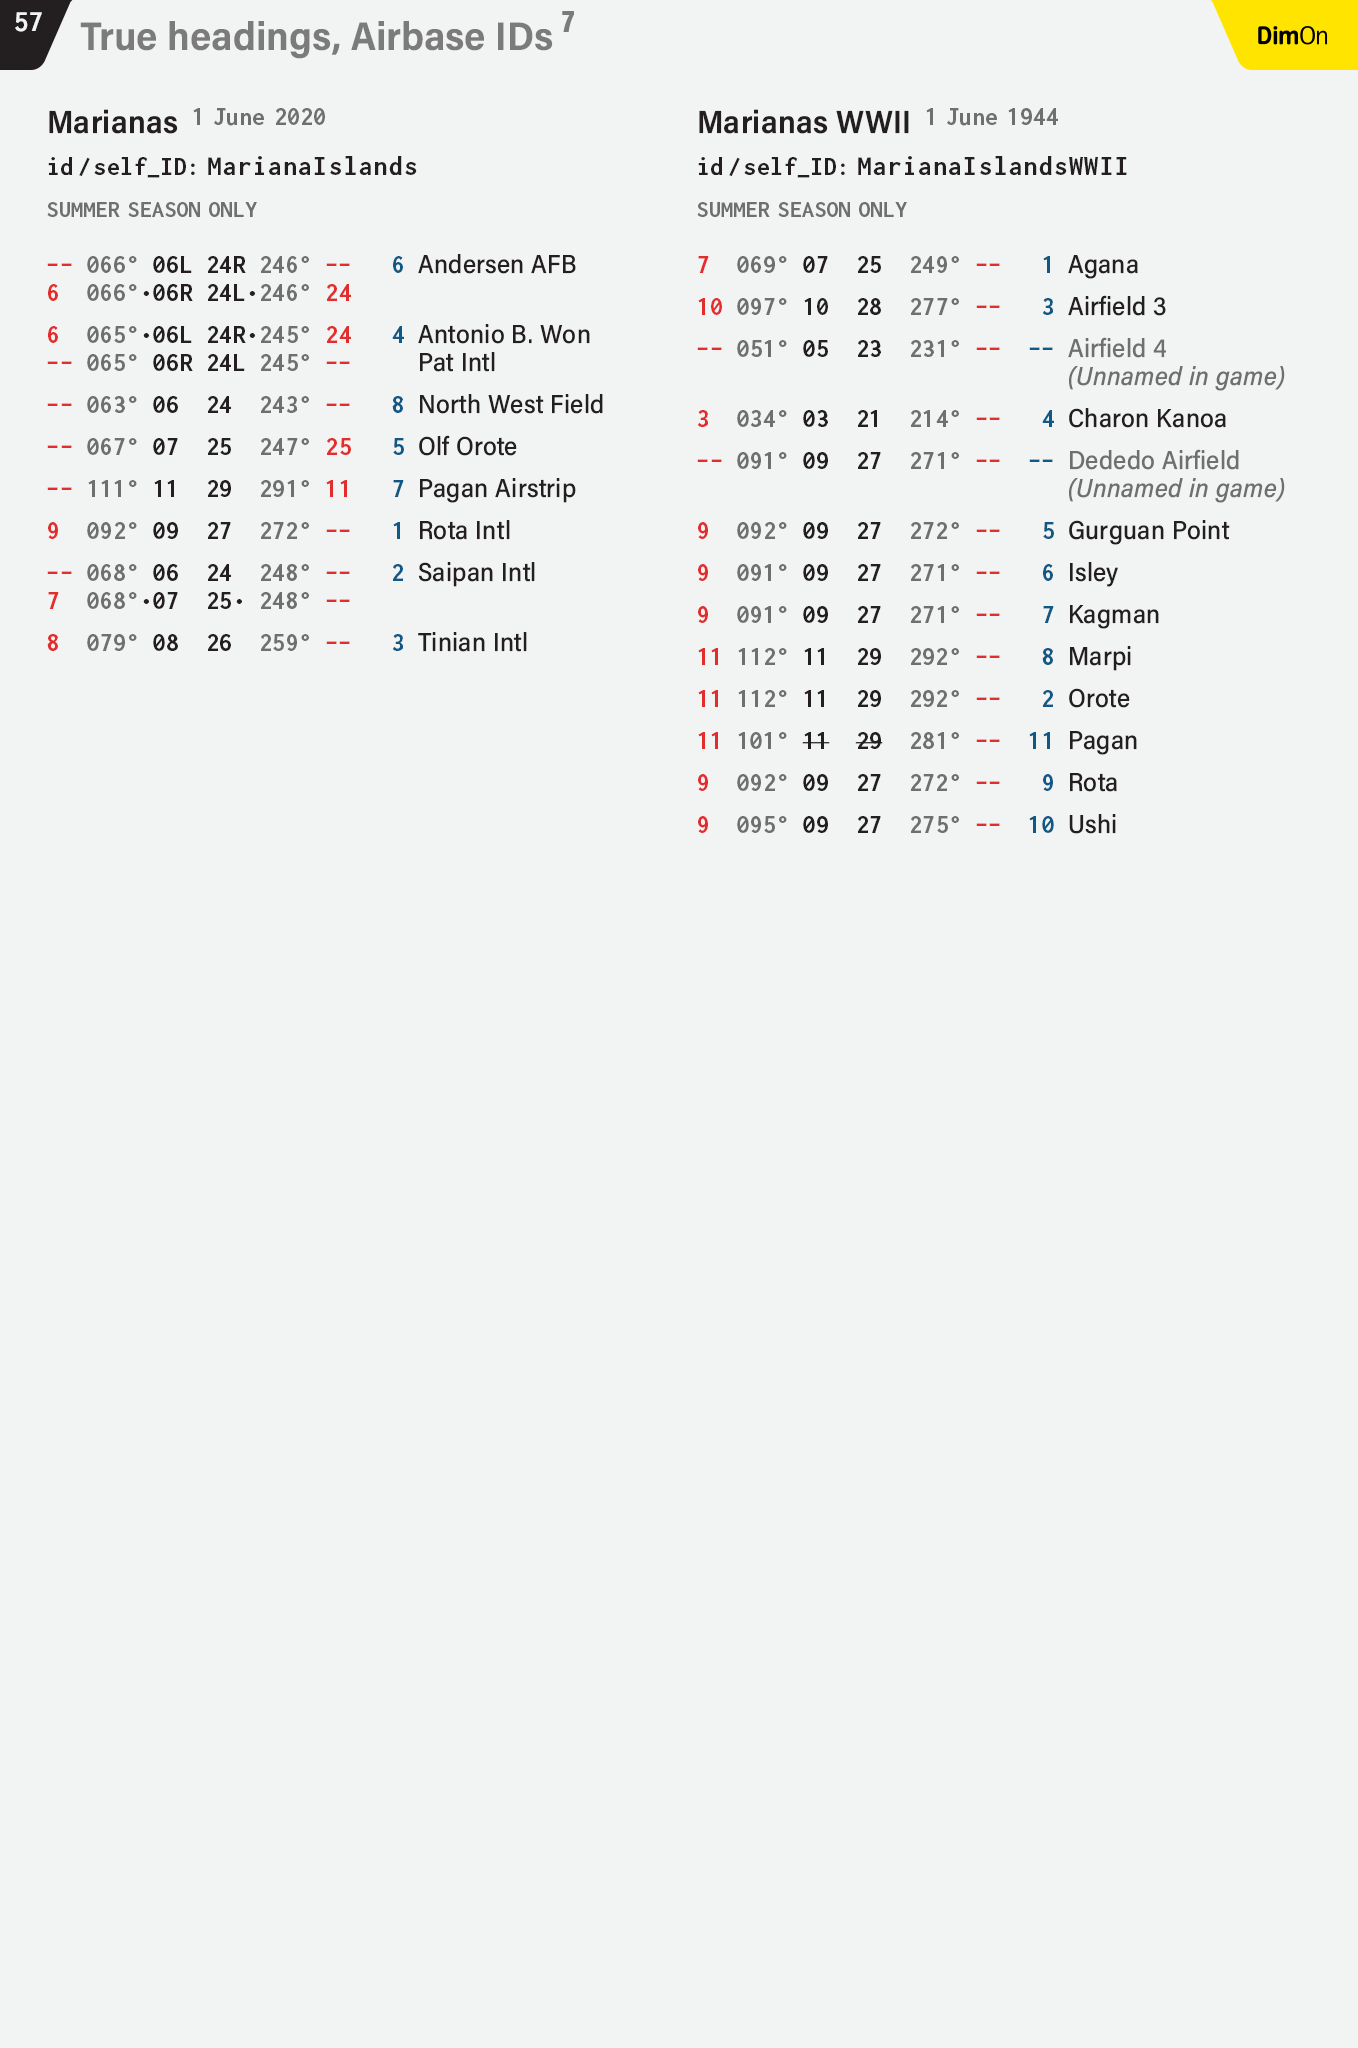 57
True headings, Airbase IDs 7
DimOn
Marianas 1 June 2020
id/self_ID: MarianaIslands
SUMMER SEASON ONLY
-- 066° 06L 24R 246° -- 6 Andersen AFB
6 066°·06R 24L·246° 24
6 065°·06L 24R·245° 24 4 Antonio B. Won
-- 065° 06R 24L 245° -- Pat Intl
-- 063° 06 24 243° -- 8 North West Field
-- 067° 07 25 247° 25 5 Olf Orote
-- 111° 11 29 291° 11 7 Pagan Airstrip
9 092° 09 27 272° -- 1 Rota Intl
-- 068° 06 24 248° -- 2 Saipan Intl
7 068°·07 25· 248° --
8 079° 08 26 259° -- 3 Tinian Intl
Marianas WWII 1 June 1944
id/self_ID: MarianaIslandsWWII
SUMMER SEASON ONLY
7 069° 07 25 249° -- 1 Agana
10 097° 10 28 277° -- 3 Airfield 3
-- 051° 05 23 231° -- -- Airfield 4
(Unnamed in game)
3 034° 03 21 214° -- 4 Charon Kanoa
-- 091° 09 27 271° -- -- Dededo Airfield
(Unnamed in game)
9 092° 09 27 272° -- 5 Gurguan Point
9 091° 09 27 271° -- 6 Isley
9 091° 09 27 271° -- 7 Kagman
11 112° 11 29 292° -- 8 Marpi
11 112° 11 29 292° -- 2 Orote
11 101° 11 29 281° -- 11 Pagan
9 092° 09 27 272° -- 9 Rota
9 095° 09 27 275° -- 10 Ushi